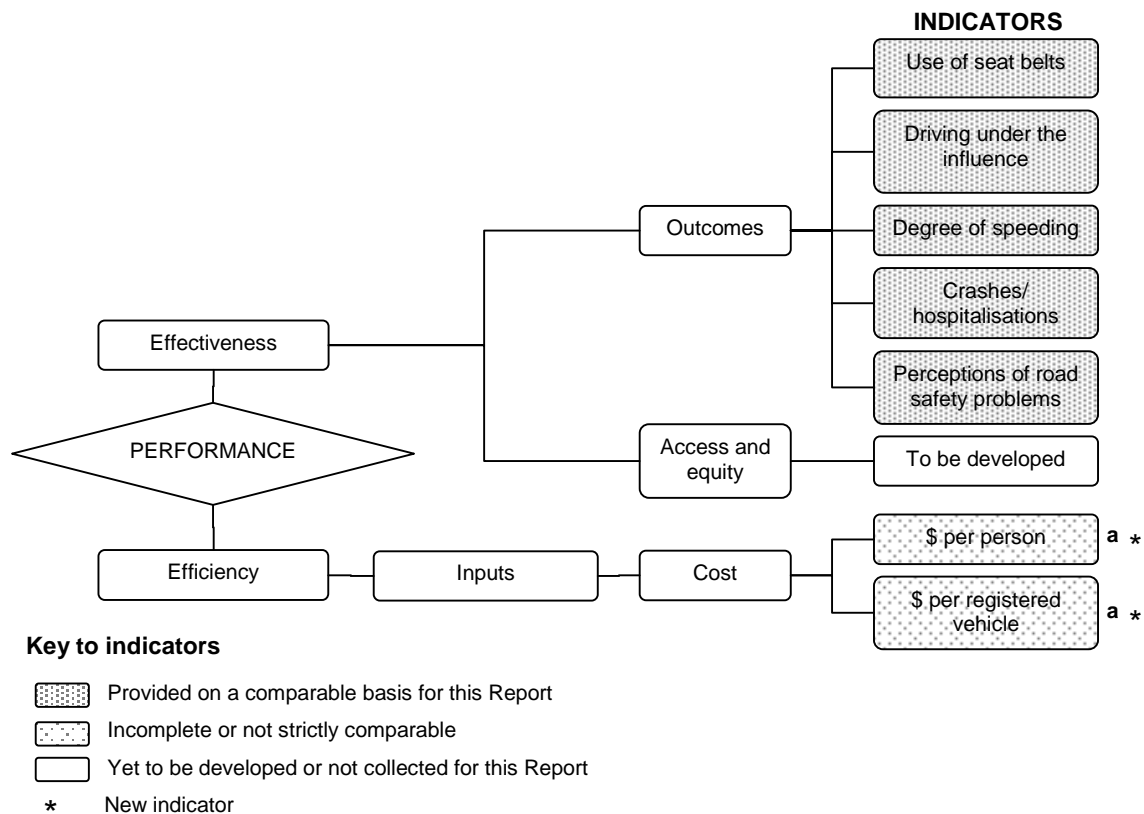 INDICATORS
Use of seat belts
Driving under the
influence
Outcomes
Degree of speeding
Crashes/
hospitalisations
Effectiveness
Perceptions of road
safety problems
PERFORMANCE
Access and
equity
To be developed
$ per person
a *
Efficiency
Inputs
Cost
$ per registered
vehicle
a *
Key to indicators
Provided on a comparable basis for this Report
Incomplete or not strictly comparable
Yet to be developed or not collected for this Report
* New indicator